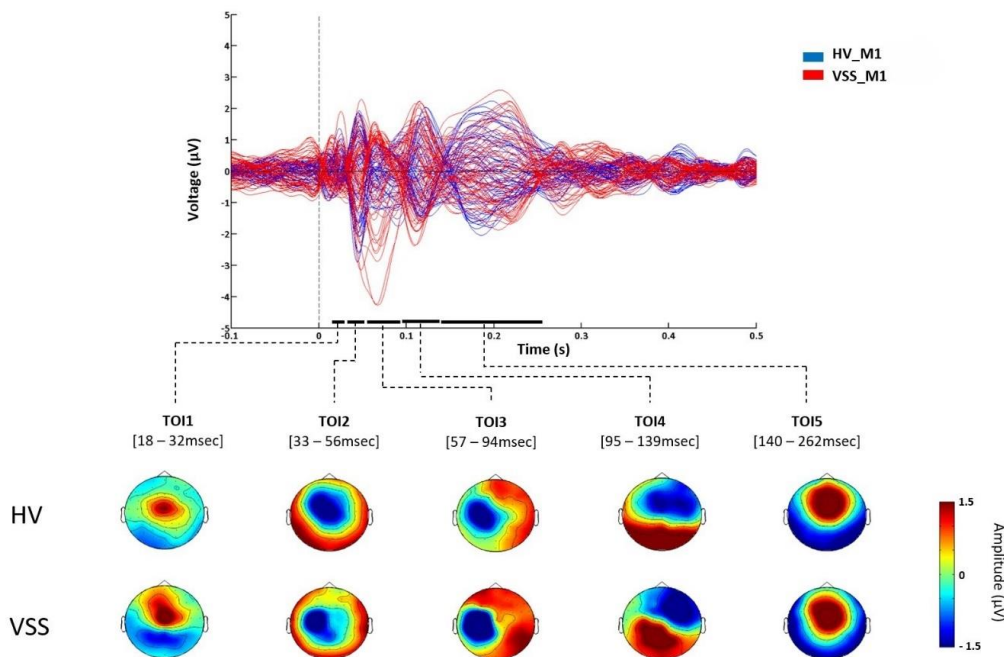 5
4
3
2
1
0
-1
-2
-3
-4
-5
Voltage (µV)
HV_M1
VSS_M1
-0.1
0
0.1
0.2
0.3
0.4
0.5
Time (s)
TOI1
[18 – 32msec]
TOI2
[33 – 56msec]
TOI3
[57 – 94msec]
TOI4
[95 – 139msec]
TOI5
[140 – 262msec]
HV
VSS
1.5
0
- 1.5
Amplitude (µV)